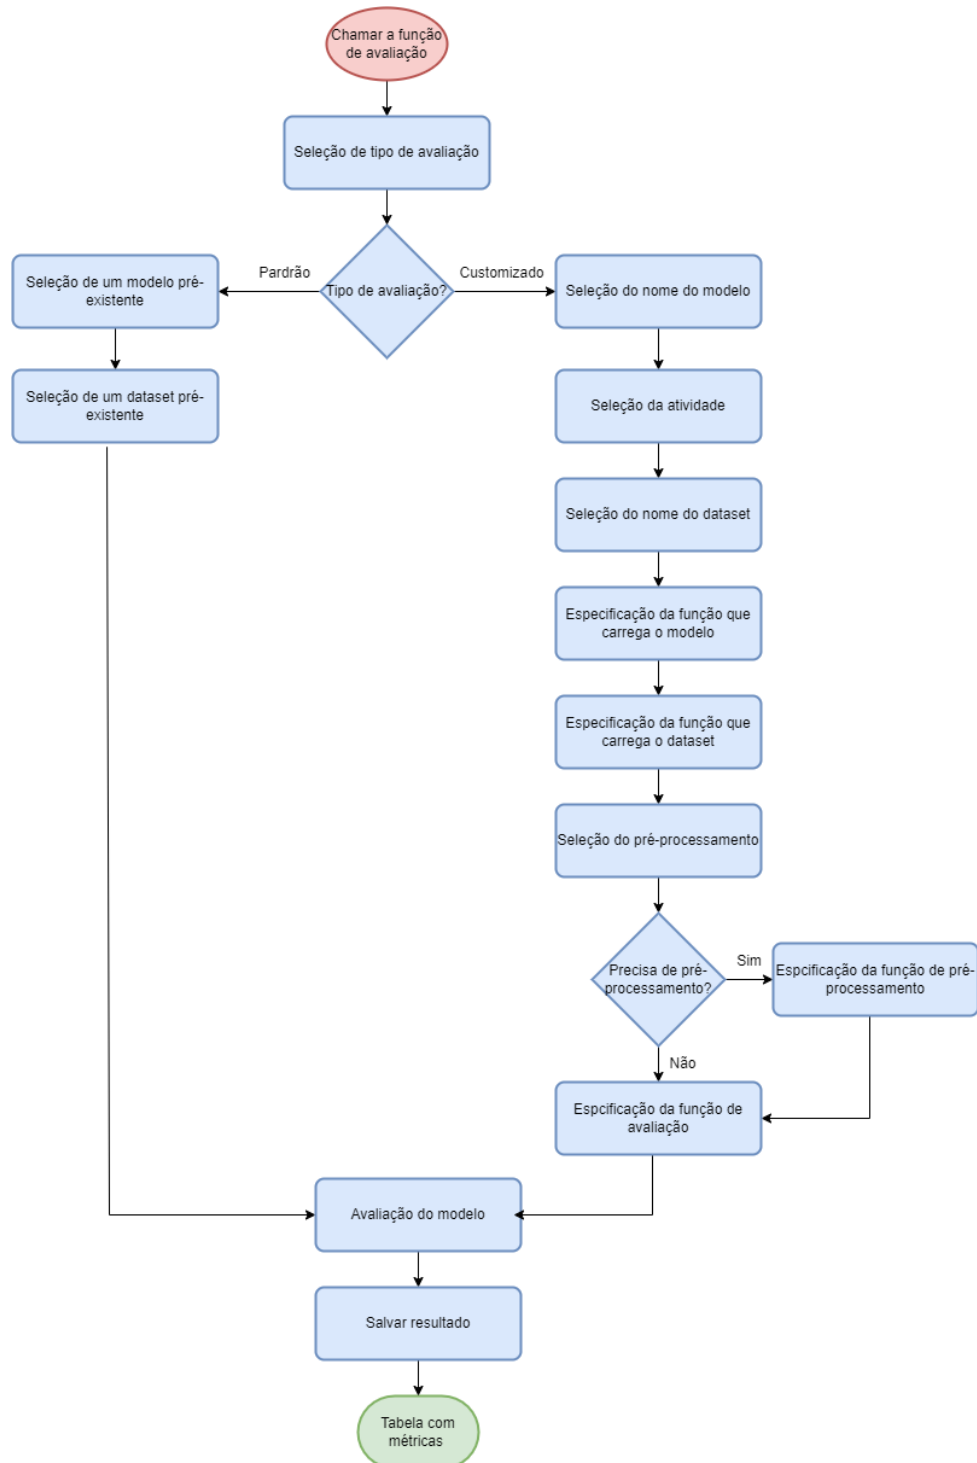 Chamar a função
de avaliação
Seleção de tipo de avaliação
Tipo de avaliação?
Pardrão
Customizado
Seleção de um modelo pré-
existente
Seleção de um dataset pré-
existente
Seleção do nome do modelo
Seleção da atividade
Seleção do nome do dataset
Especificação da função que
carrega o modelo
Especificação da função que
carrega o dataset
Seleção do pré-processamento
Precisa de pré-
processamento?
Sim
Espcificação da função de pré-
processamento
Não
Espcificação da função de
avaliação
Avaliação do modelo
Salvar resultado
Tabela com
métricas